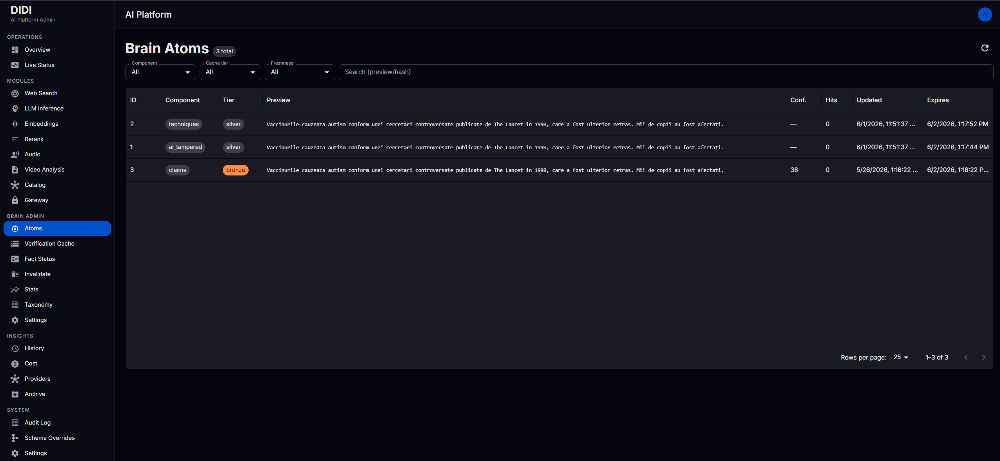 DIDI
AI Platform Admin
AI Platform
A
OPERATIONS
Overview
Live Status
MODULES
Web Search
LLM Inference
Embeddings
Rerank
Audio
Video Analysis
Catalog
Gateway
BRAIN ADMIN
Atoms
Verification Cache
Fact Status
Invalidate
Stats
Taxonomy
Settings
INSIGHTS
History
Cost
Providers
Archive
SYSTEM
Audit Log
Schema Overrides
Settings
Brain Atoms 3 total
Component Cache tier Freshness
All All All Search (preview/hash)
ID Component Tier Preview Conf. Hits Updated Expires
2 techniques silver Vaccinurile cauzeaza autism conform unei cercetari controversate publicate de The Lancet in 1998, care a fost ulterior retras. Mii de copii au fost afectati. — 0 6/1/2026, 11:51:37 ... 6/2/2026, 1:17:52 PM
1 ai_tampered silver Vaccinurile cauzeaza autism conform unei cercetari controversate publicate de The Lancet in 1998, care a fost ulterior retras. Mii de copii au fost afectati. — 0 6/1/2026, 11:51:37 ... 6/2/2026, 1:17:44 PM
3 claims bronze Vaccinurile cauzeaza autism conform unei cercetari controversate publicate de The Lancet in 1998, care a fost ulterior retras. Mii de copii au fost afectati. 38 0 5/26/2026, 1:18:22 ... 6/2/2026, 1:18:22 P...
Rows per page: 25 1–3 of 3